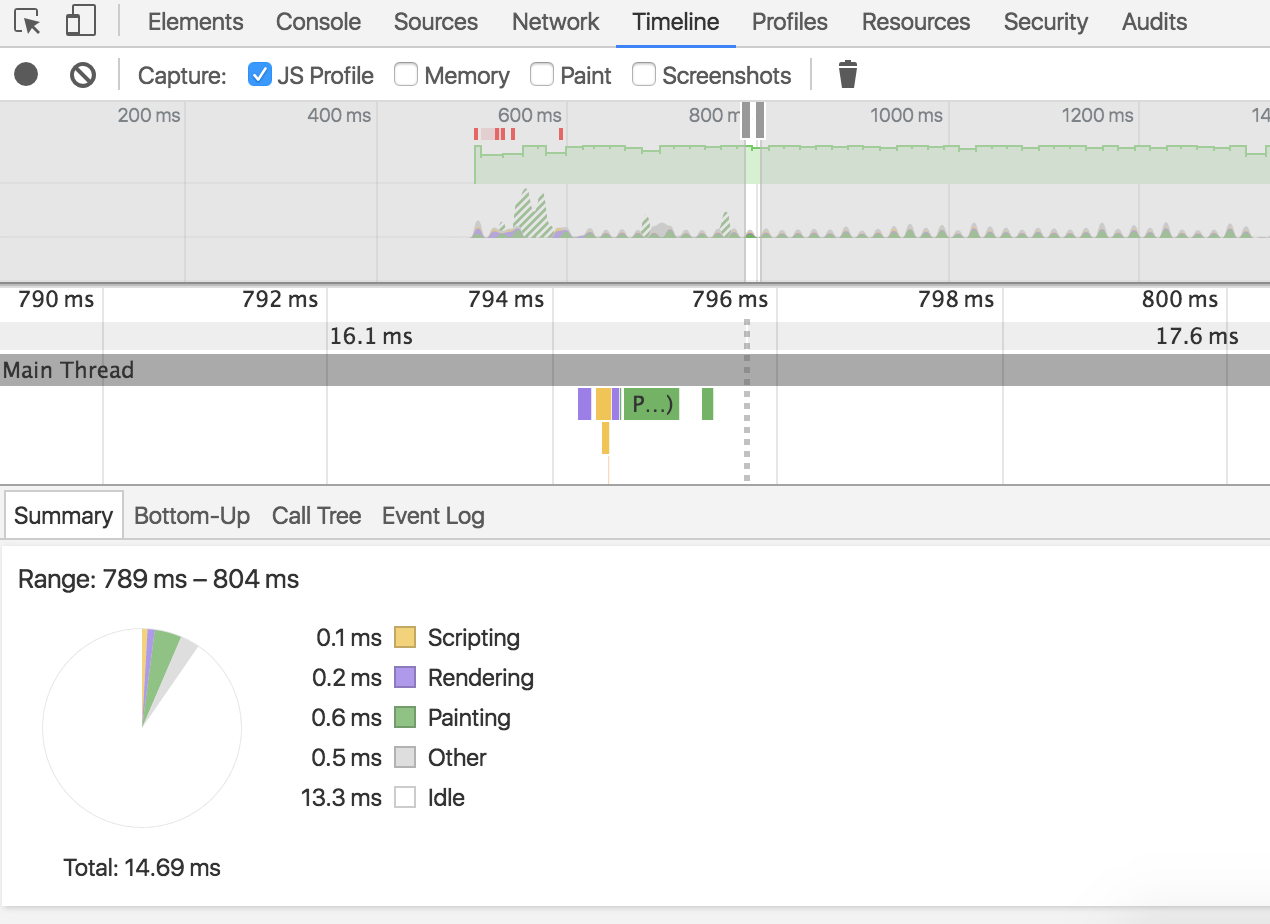 Elements Console Sources Network Timeline Profiles Resources Security Audits
Capture: JS Profile Memory Paint Screenshots
200 ms 400 ms 600 ms 800 m 1000 ms 1200 ms 14
790 ms 792 ms 794 ms 796 ms 798 ms 800 ms
16.1 ms 17.6 ms
Main Thread
P...)
Summary Bottom-Up Call Tree Event Log
Range: 789 ms – 804 ms
0.1 ms Scripting
0.2 ms Rendering
0.6 ms Painting
0.5 ms Other
13.3 ms Idle
Total: 14.69 ms